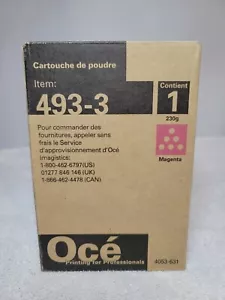 Cartouche de poudre
Item:
493-3
Contient
1
230g
Pour commander des
fournitures, appeler sans
frais le Service
d'approvisionnement d'Océ
(imagistics):
1-800-462-6797(US)
01277 846 146 (UK)
1-866-462-4478 (CAN)
Magenta
Océ
Printing for Professionals
4053-631